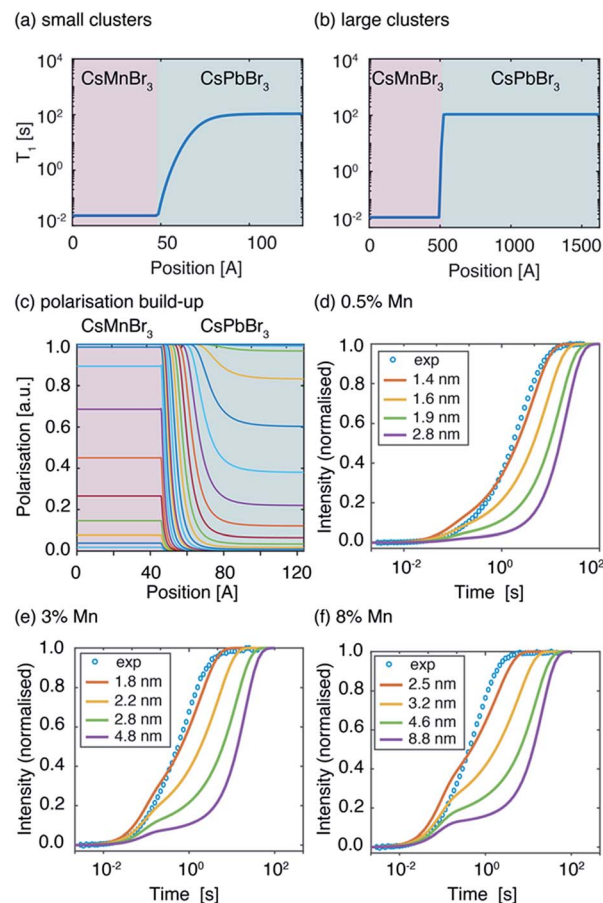 (a) small clusters
(b) large clusters
CsMnBr₃ CsPbBr₃
CsMnBr₃ CsPbBr₃
T₁ [s]
10⁴
10²
10⁰
10⁻²
10⁴
10²
10⁰
10⁻²
0 50 100
0 500 1000 1500
Position [A]
Position [A]
(c) polarisation build-up
(d) 0.5% Mn
CsMnBr₃ CsPbBr₃
Polarisation [a.u.]
1.0
0.8
0.6
0.4
0.2
0.0
0 20 40 60 80 100 120
Position [A]
Intensity (normalised)
1.0
0.8
0.6
0.4
0.2
0.0
exp
1.4 nm
1.6 nm
1.9 nm
2.8 nm
10⁻² 10⁰ 10²
Time [s]
(e) 3% Mn
(f) 8% Mn
Intensity (normalised)
1.0
0.8
0.6
0.4
0.2
0.0
exp
1.8 nm
2.2 nm
2.8 nm
4.8 nm
10⁻² 10⁰ 10²
Time [s]
Intensity (normalised)
1.0
0.8
0.6
0.4
0.2
0.0
exp
2.5 nm
3.2 nm
4.6 nm
8.8 nm
10⁻² 10⁰ 10²
Time [s]